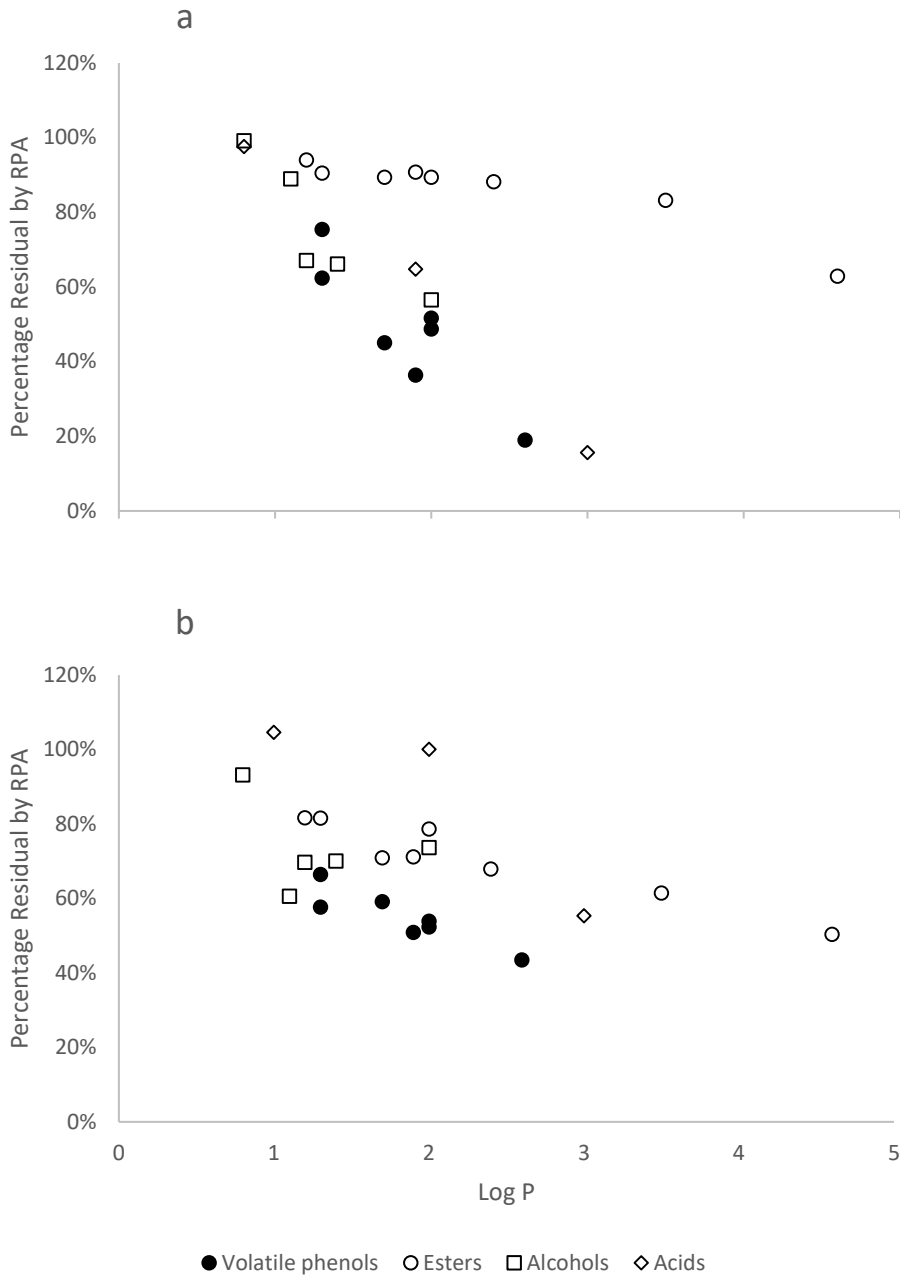 a
120%
100%
80%
60%
40%
20%
0%
Percentage Residual by RPA
b
120%
100%
80%
60%
40%
20%
0%
Percentage Residual by RPA
0 1 2 3 4 5
Log P
Volatile phenols Esters Alcohols Acids